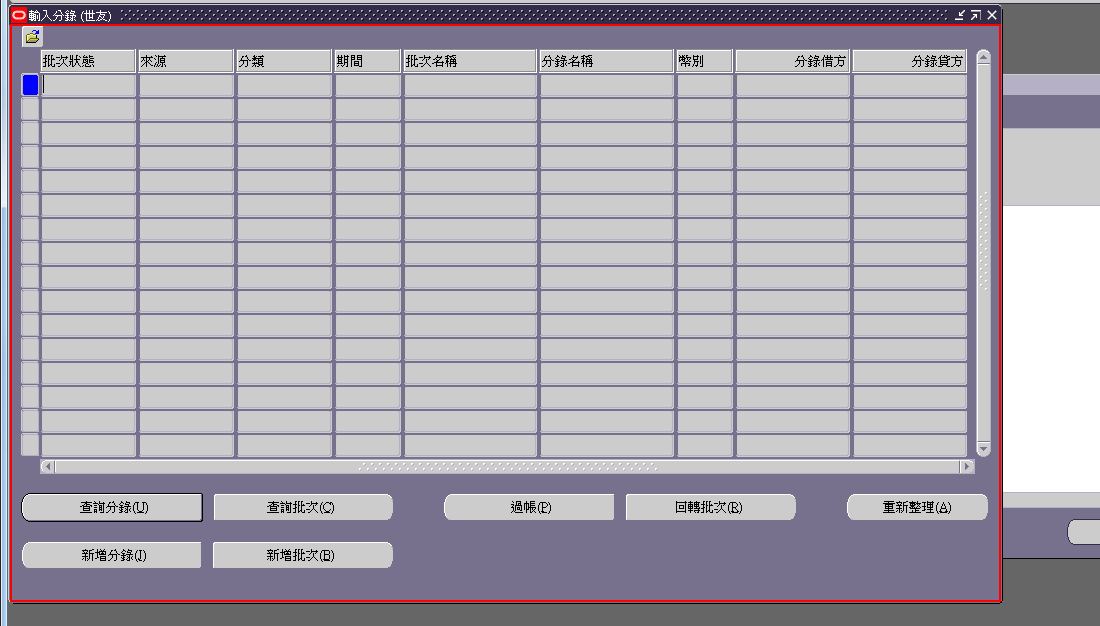 輸入分錄 (世友)
批次狀態 來源 分類 期間 批次名稱 分錄名稱 幣別 分錄借方 分錄貸方
查詢分錄(U) 查詢批次(C) 過帳(P) 回轉批次(R) 重新整理(A)
新增分錄(J) 新增批次(B)